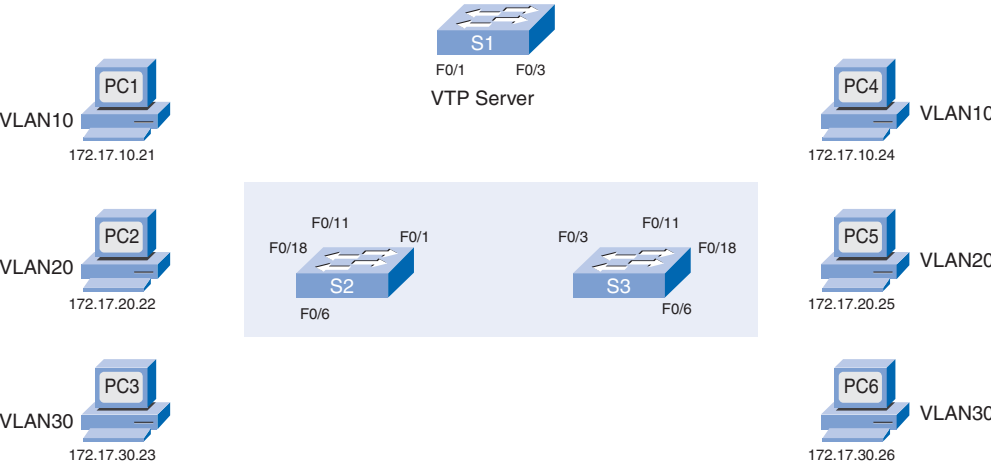 S1
F0/1 F0/3
VTP Server
PC1
VLAN10
172.17.10.21
PC4
VLAN10
172.17.10.24
PC2
VLAN20
172.17.20.22
F0/11
F0/18
F0/1
S2
F0/6
F0/11
F0/3
F0/18
S3
F0/6
PC5
VLAN20
172.17.20.25
PC3
VLAN30
172.17.30.23
PC6
VLAN30
172.17.30.26